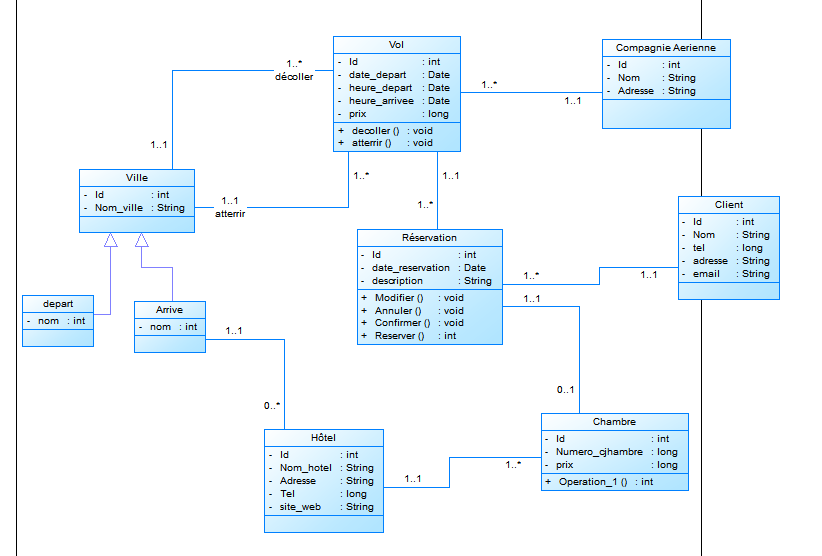 Vol
- Id : int
- date_depart : Date
- heure_depart : Date
- heure_arrivee : Date
- prix : long
+ decoller () : void
+ atterrir () : void
Compagnie Aerienne
- Id : int
- Nom : String
- Adresse : String
1..*
décoller
1..1
1..*
1..1
Ville
- Id : int
- Nom_ville : String
1..1
atterrir
1..*
1..1
1..*
Client
- Id : int
- Nom : String
- tel : long
- adresse : String
- email : String
Réservation
- Id : int
- date_reservation : Date
- description : String
+ Modifier () : void
+ Annuler () : void
+ Confirmer () : void
+ Reserver () : int
1..*
1..1
1..1
0..1
depart
- nom : int
Arrive
- nom : int
1..1
0..*
Hôtel
- Id : int
- Nom_hotel : String
- Adresse : String
- Tel : long
- site_web : String
1..1
1..*
Chambre
- Id : int
- Numero_cjhambre : long
- prix : long
+ Operation_1 () : int